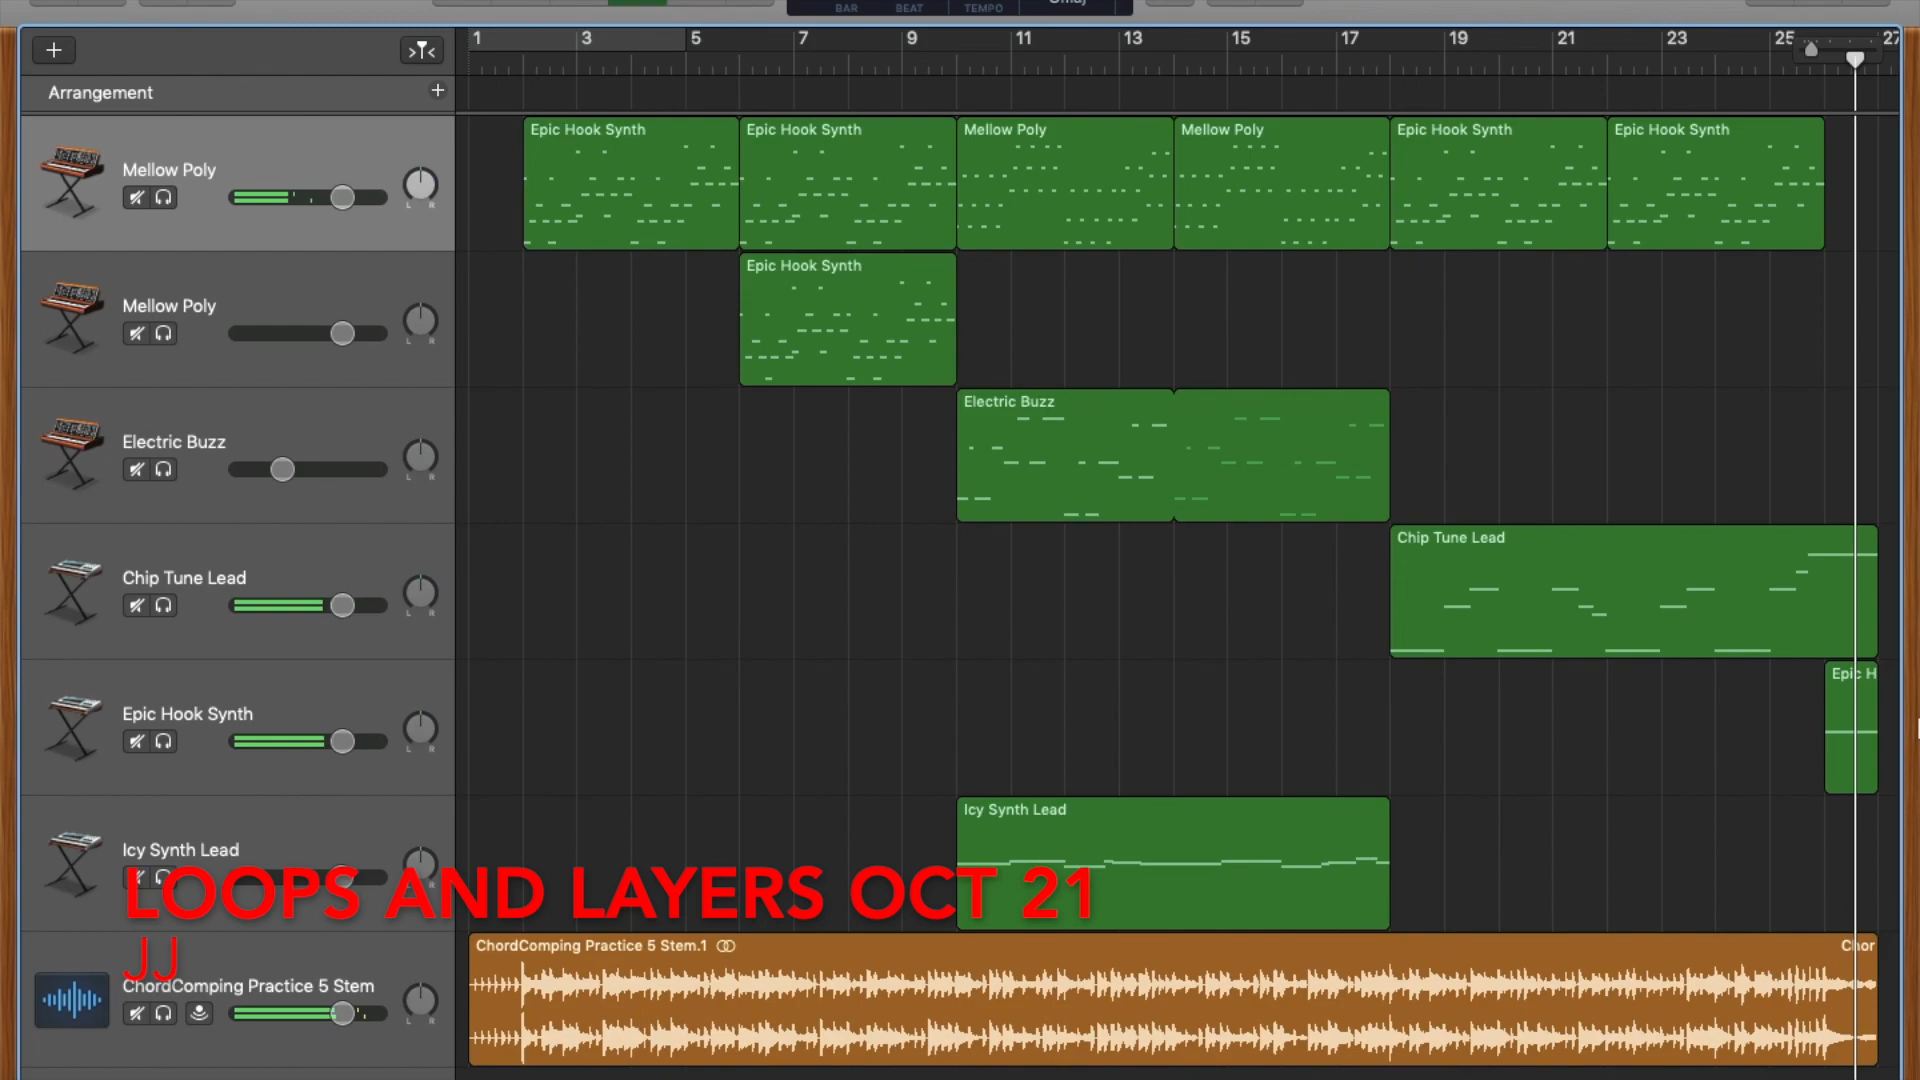 BAR BEAT TEMPO Cmaj
1 3 5 7 9 11 13 15 17 19 21 23 25 27
Arrangement
Mellow Poly
Epic Hook Synth Epic Hook Synth Mellow Poly Mellow Poly Epic Hook Synth Epic Hook Synth
L R
Mellow Poly
Epic Hook Synth
L R
Electric Buzz
Electric Buzz
L R
Chip Tune Lead
Chip Tune Lead
L R
Epic Hook Synth
Epic H
L R
Icy Synth Lead
Icy Synth Lead
LOOPS AND LAYERS OCT 21
JJ
ChordComping Practice 5 Stem
ChordComping Practice 5 Stem.1 Chor
L R